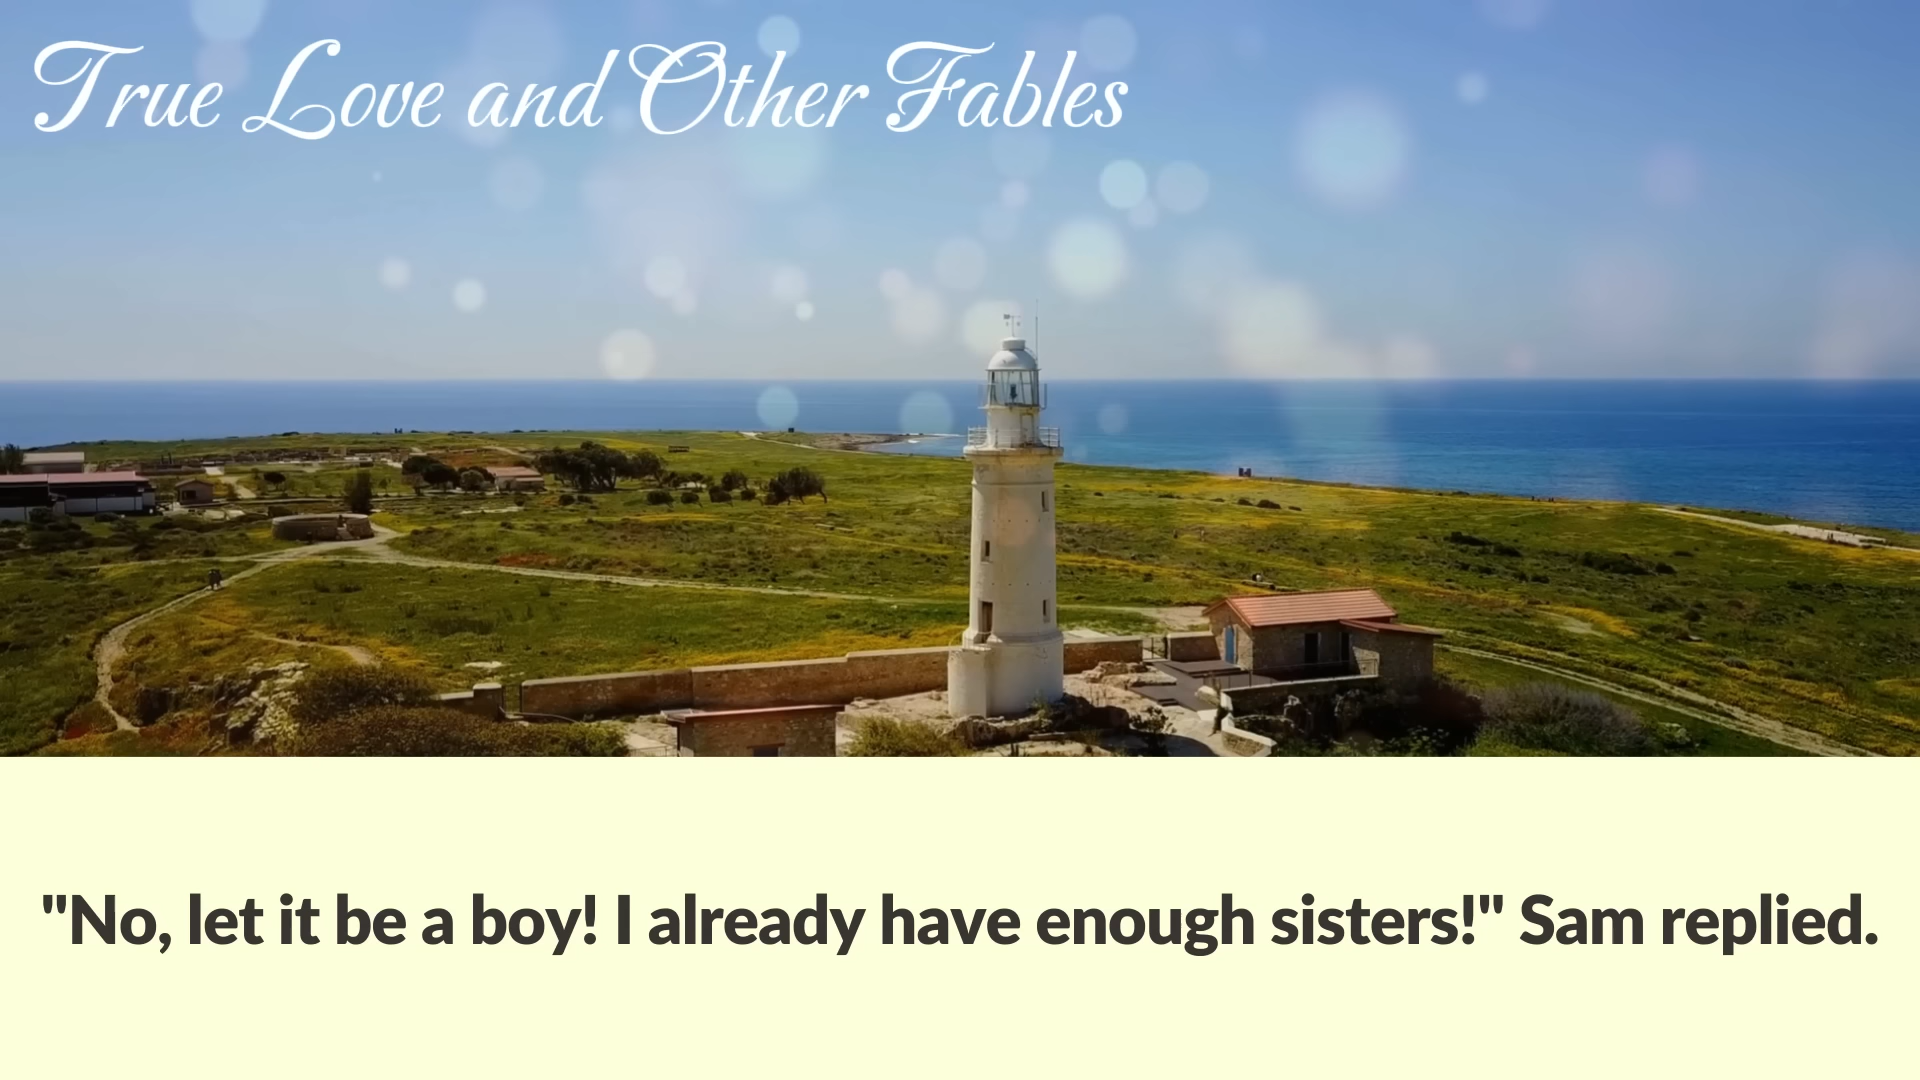 True Love and Other Fables
"No, let it be a boy! I already have enough sisters!" Sam replied.